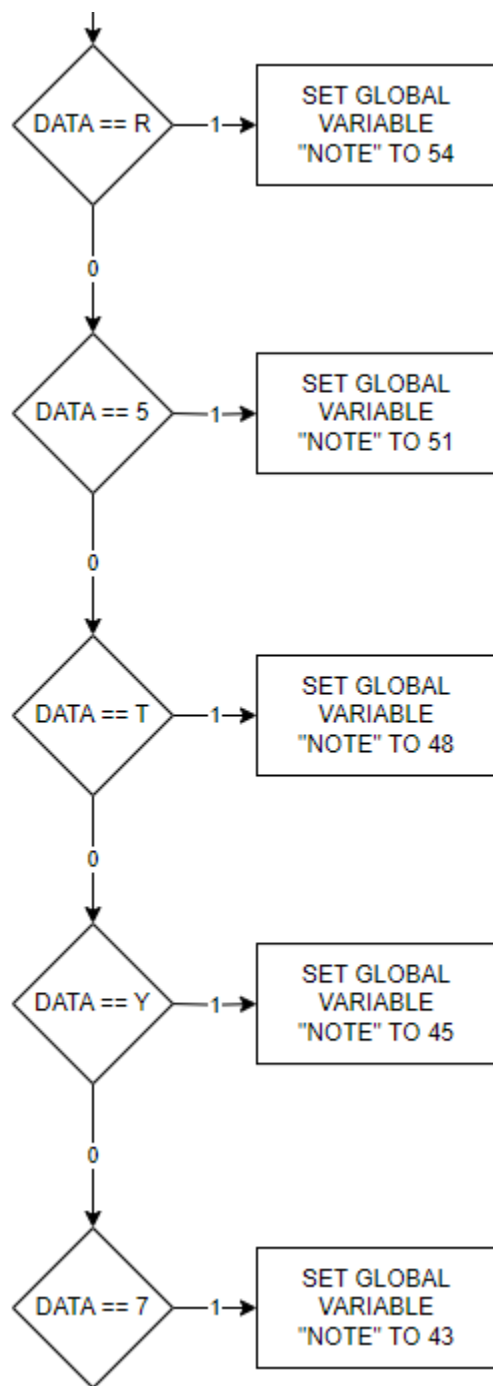 DATA == R
1
SET GLOBAL
VARIABLE
"NOTE" TO 54
0
DATA == 5
1
SET GLOBAL
VARIABLE
"NOTE" TO 51
0
DATA == T
1
SET GLOBAL
VARIABLE
"NOTE" TO 48
0
DATA == Y
1
SET GLOBAL
VARIABLE
"NOTE" TO 45
0
DATA == 7
1
SET GLOBAL
VARIABLE
"NOTE" TO 43